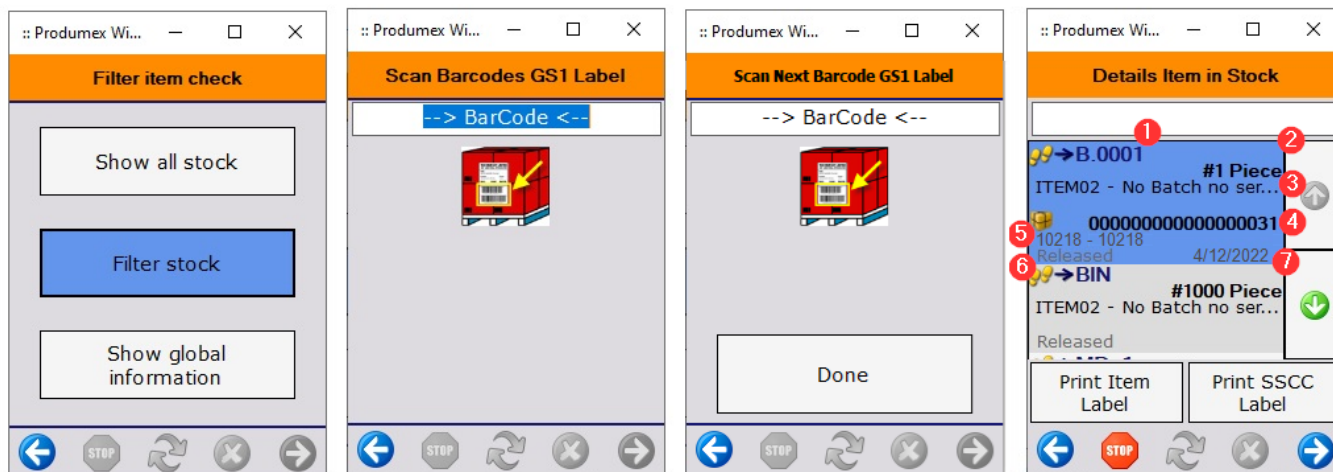 :: Produmex Wi...
Filter item check
Show all stock
Filter stock
Show global
information
STOP
:: Produmex Wi...
Scan Barcodes GS1 Label
--> BarCode <--
STOP
:: Produmex Wi...
Scan Next Barcode GS1 Label
--> BarCode <--
Done
STOP
:: Produmex Wi...
Details Item in Stock
1
2
B.0001
#1 Piece
3
ITEM02 - No Batch no ser...
000000000000000031
4
5
10218 - 10218
Released
4/12/2022
6
7
BIN
#1000 Piece
ITEM02 - No Batch no ser...
Released
Print Item
Label
Print SSCC
Label
STOP